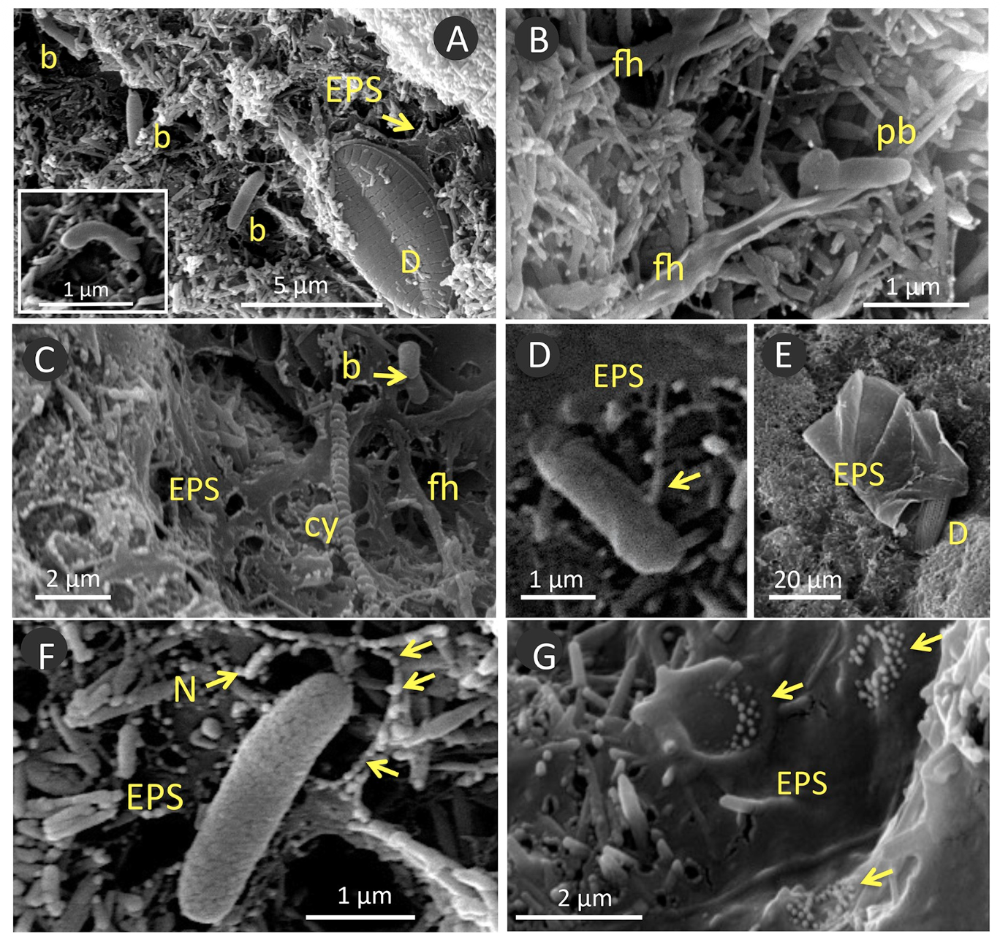 A
b
EPS
b
b
D
1 µm
5 µm
B
fh
pb
fh
1 µm
C
b
EPS
fh
cy
2 µm
D
EPS
1 µm
E
EPS
D
20 µm
F
N
EPS
1 µm
G
EPS
2 µm